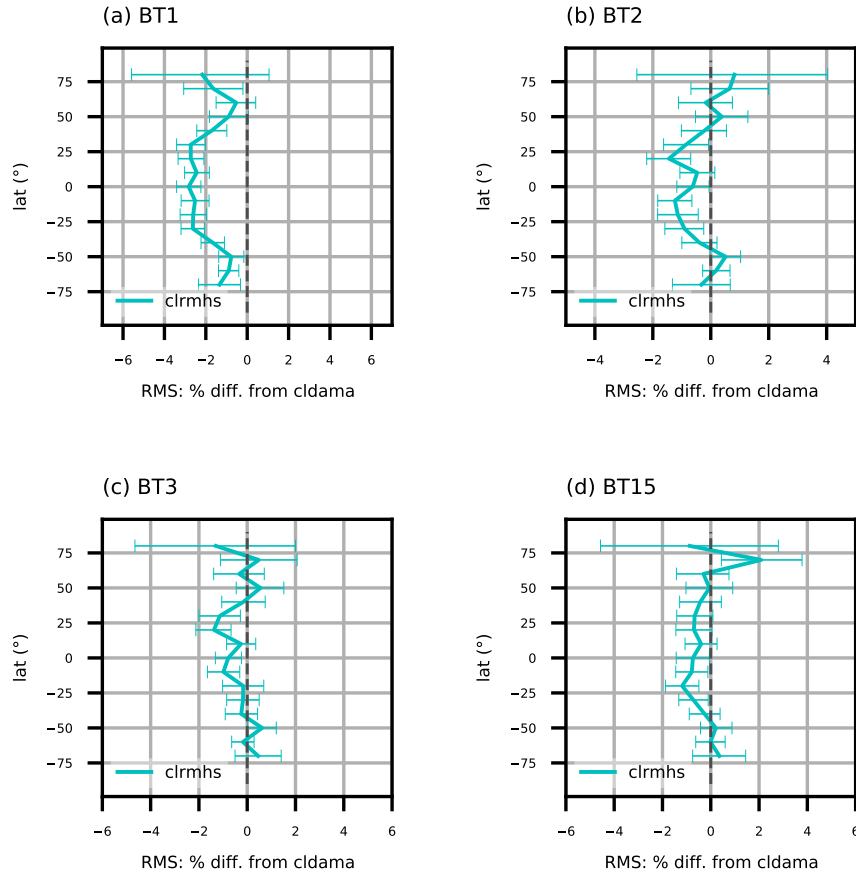 (a) BT1
75
50
25
0
−25
−50
−75
lat (°)
clrmhs
−6 −4 −2 0 2 4 6
RMS: % diff. from cldama
(b) BT2
75
50
25
0
−25
−50
−75
lat (°)
clrmhs
−4 −2 0 2 4
RMS: % diff. from cldama
(c) BT3
75
50
25
0
−25
−50
−75
lat (°)
clrmhs
−6 −4 −2 0 2 4 6
RMS: % diff. from cldama
(d) BT15
75
50
25
0
−25
−50
−75
lat (°)
clrmhs
−6 −4 −2 0 2 4 6
RMS: % diff. from cldama